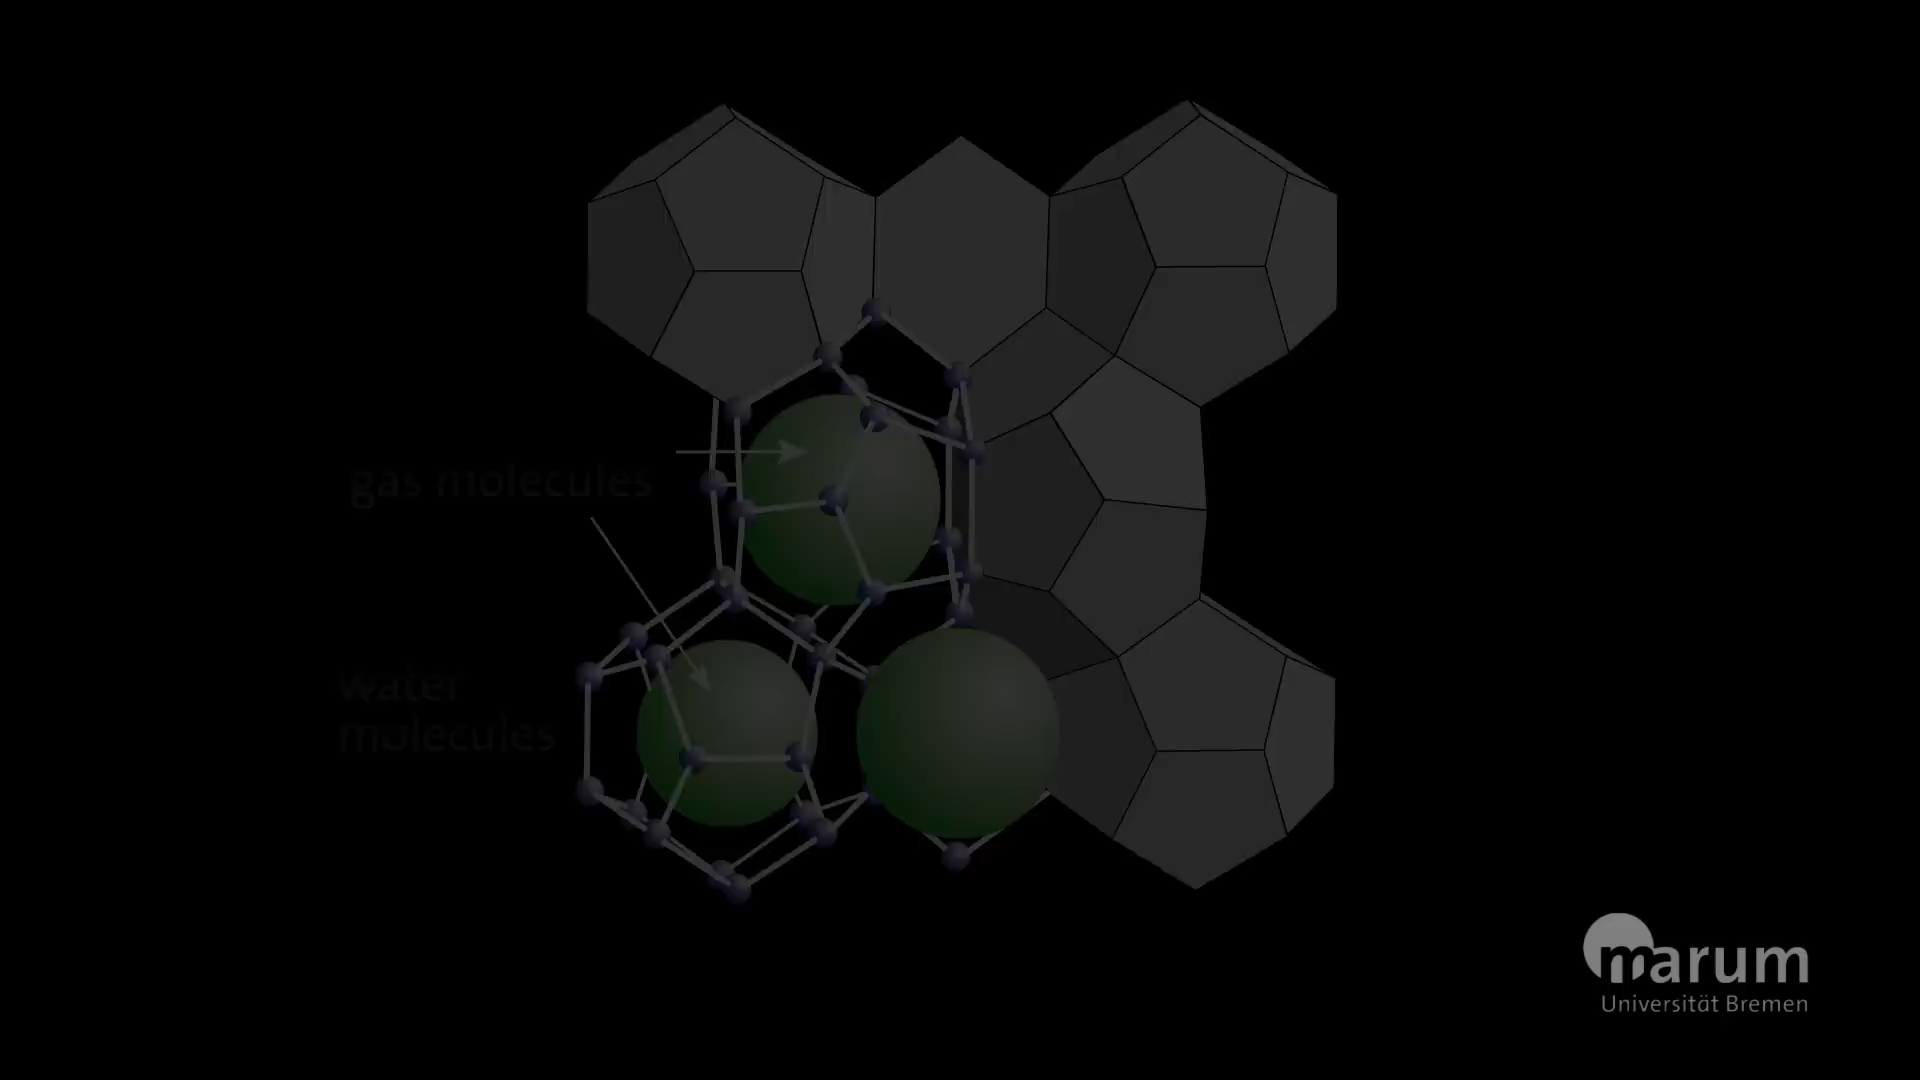 gas molecules
water
molecules
marum
Universität Bremen